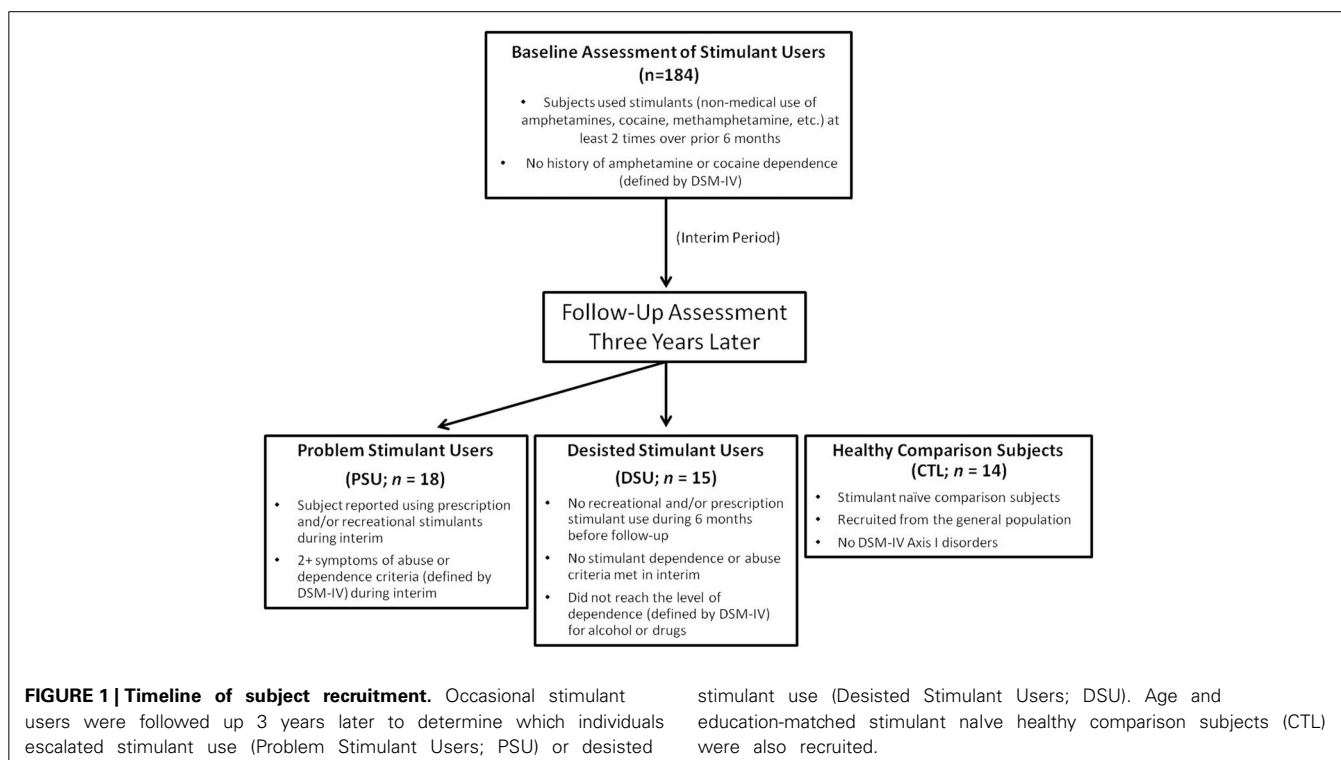 Baseline Assessment of Stimulant Users
(n=184)
• Subjects used stimulants (non-medical use of
amphetamines, cocaine, methamphetamine, etc.) at
least 2 times over prior 6 months
• No history of amphetamine or cocaine dependence
(defined by DSM-IV)
(Interim Period)
Follow-Up Assessment
Three Years Later
Problem Stimulant Users
(PSU; n = 18)
• Subject reported using prescription
and/or recreational stimulants
during interim
• 2+ symptoms of abuse or
dependence criteria (defined by
DSM-IV) during interim
Desisted Stimulant Users
(DSU; n = 15)
• No recreational and/or prescription
stimulant use during 6 months
before follow-up
• No stimulant dependence or abuse
criteria met in interim
• Did not reach the level of
dependence (defined by DSM-IV)
for alcohol or drugs
Healthy Comparison Subjects
(CTL; n = 14)
• Stimulant naïve comparison subjects
• Recruited from the general population
• No DSM-IV Axis I disorders
FIGURE 1 | Timeline of subject recruitment. Occasional stimulant
users were followed up 3 years later to determine which individuals
escalated stimulant use (Problem Stimulant Users; PSU) or desisted
stimulant use (Desisted Stimulant Users; DSU). Age and
education-matched stimulant naIve healthy comparison subjects (CTL)
were also recruited.